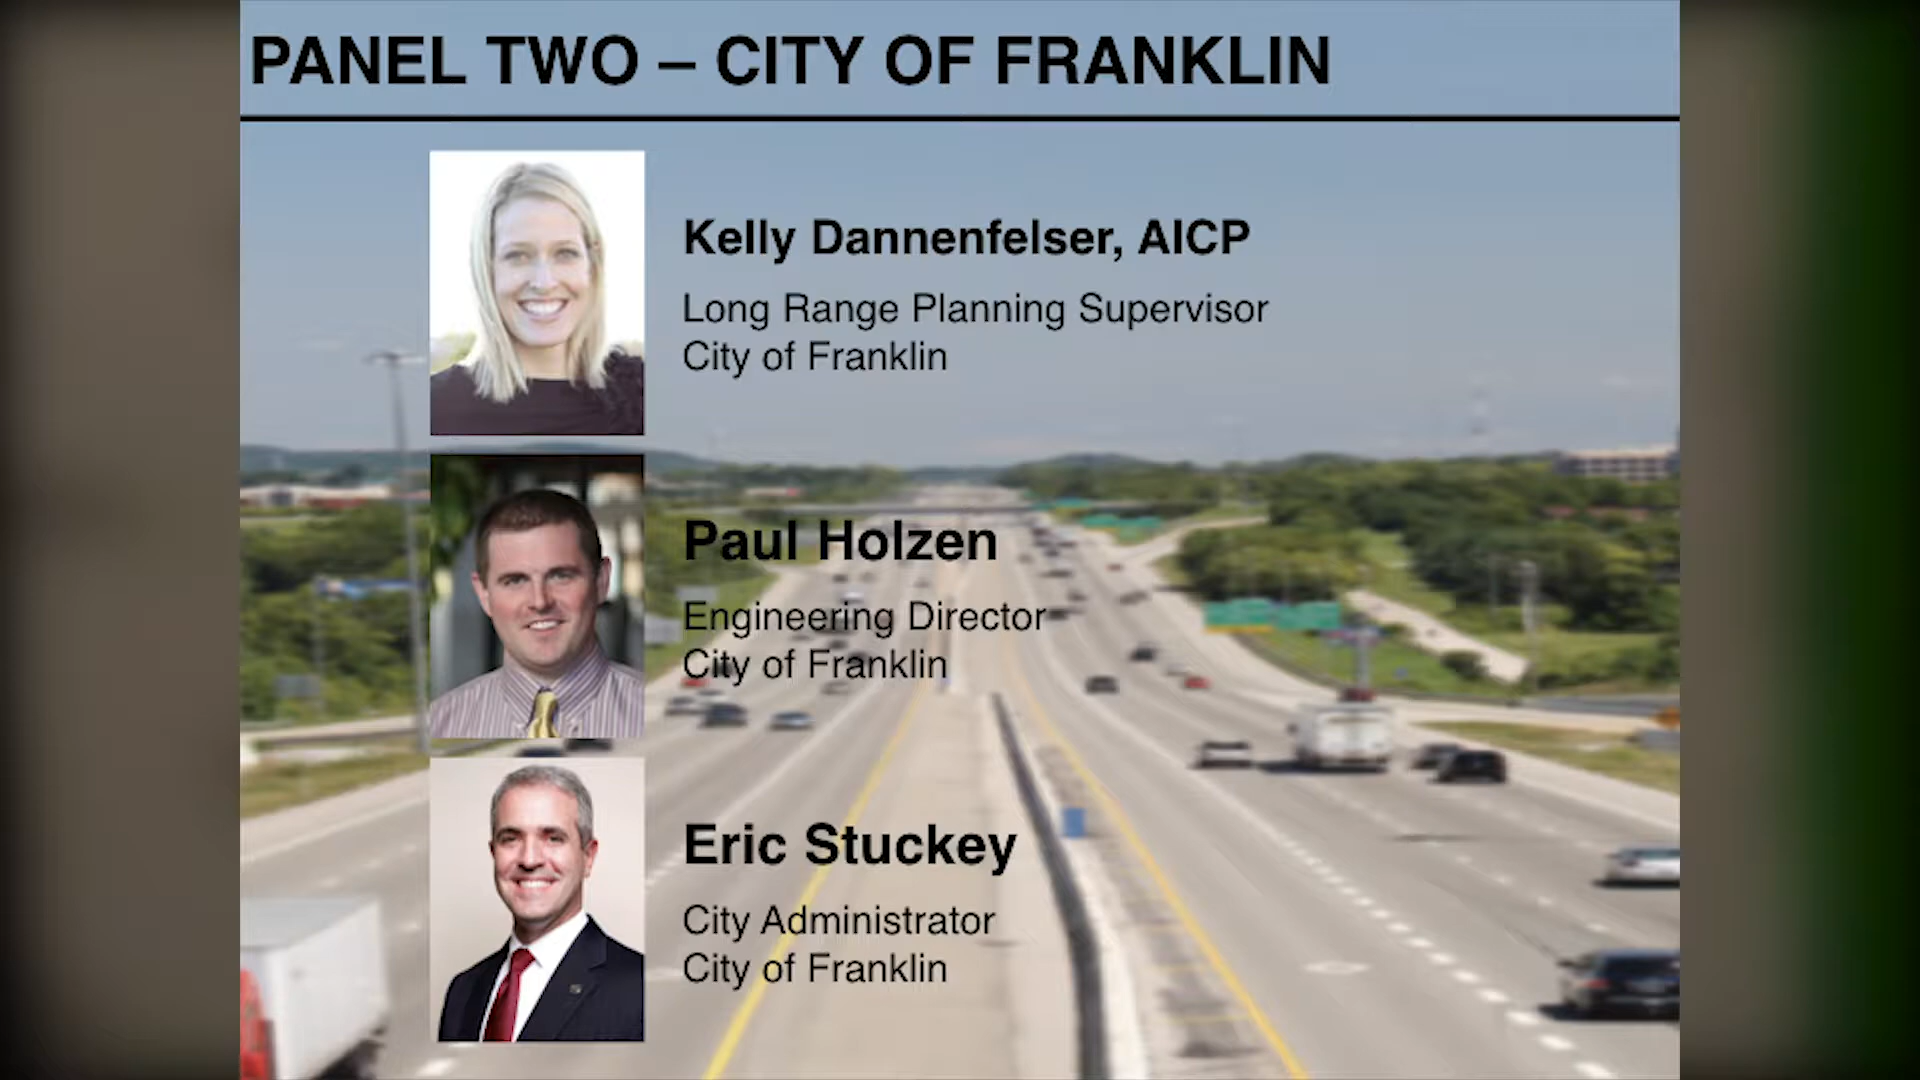 PANEL TWO – CITY OF FRANKLIN
Kelly Dannenfelser, AICP
Long Range Planning Supervisor
City of Franklin
Paul Holzen
Engineering Director
City of Franklin
Eric Stuckey
City Administrator
City of Franklin